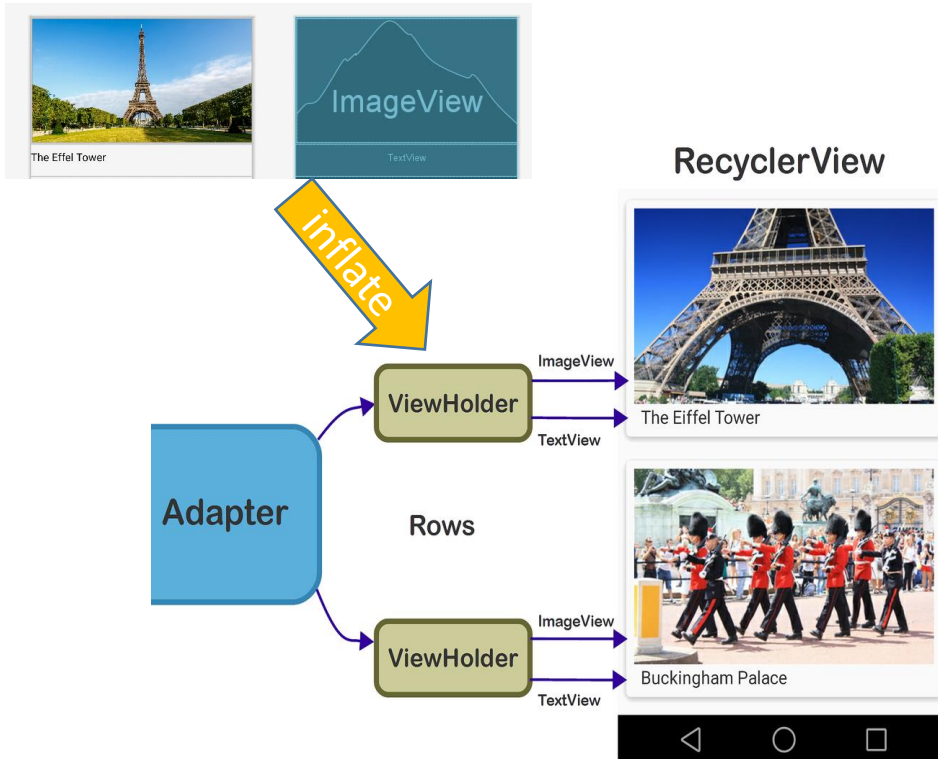 The Effel Tower
ImageView
TextView
RecyclerView
inflate
ImageView
ViewHolder
TextView
The Eiffel Tower
Adapter
Rows
ImageView
ViewHolder
TextView
Buckingham Palace